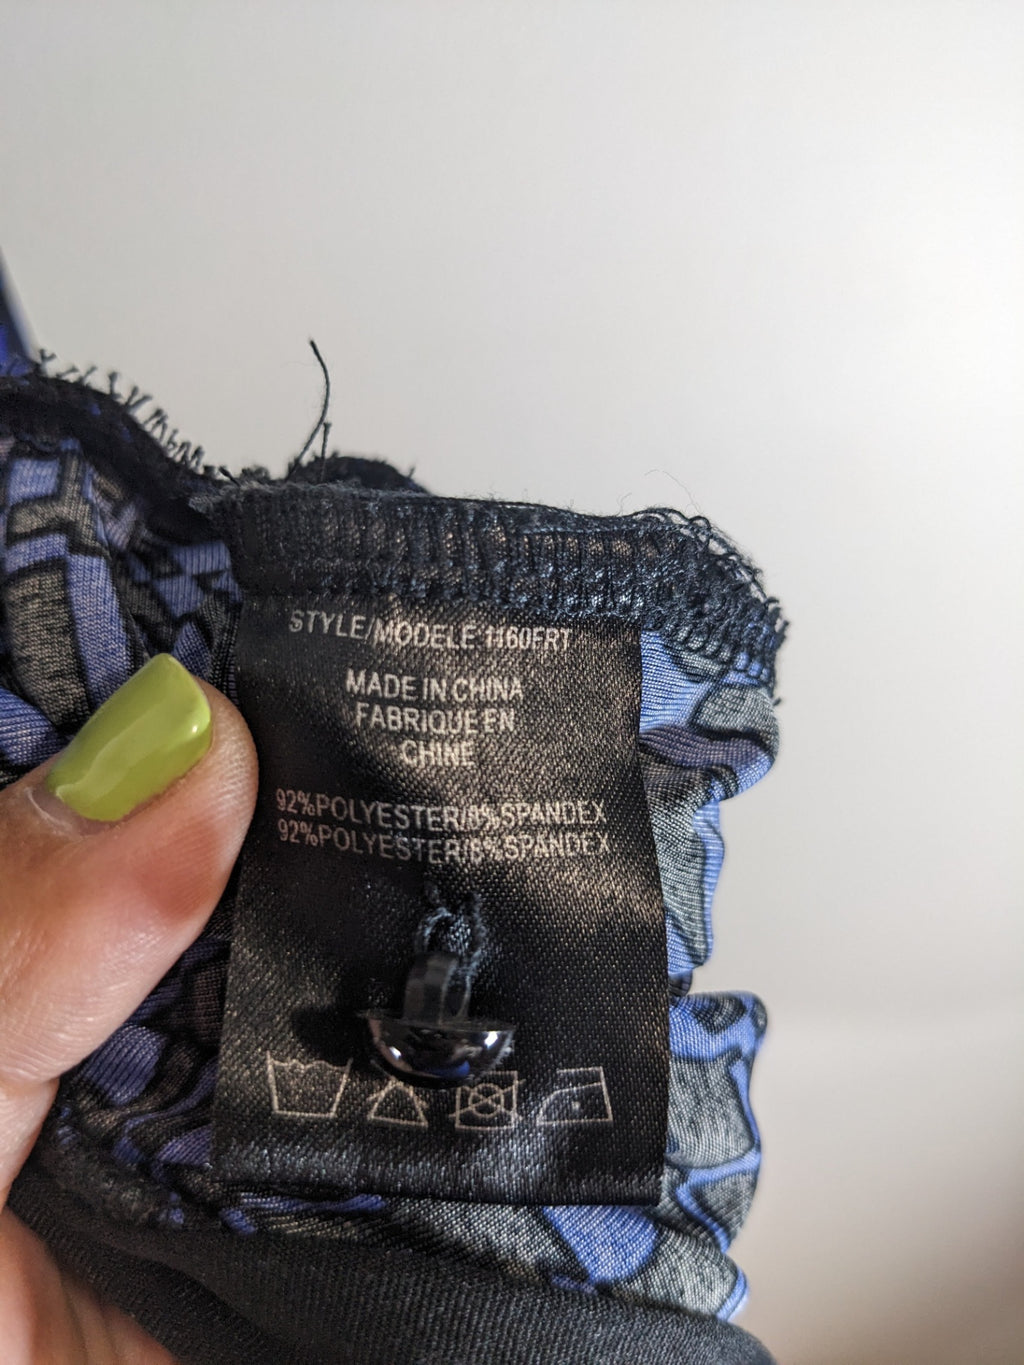 STYLE/MODELE 1160FRT
MADE IN CHINA
FABRIQUE EN
CHINE
92%POLYESTER/8%SPANDEX
92%POLYESTER/8%SPANDEX